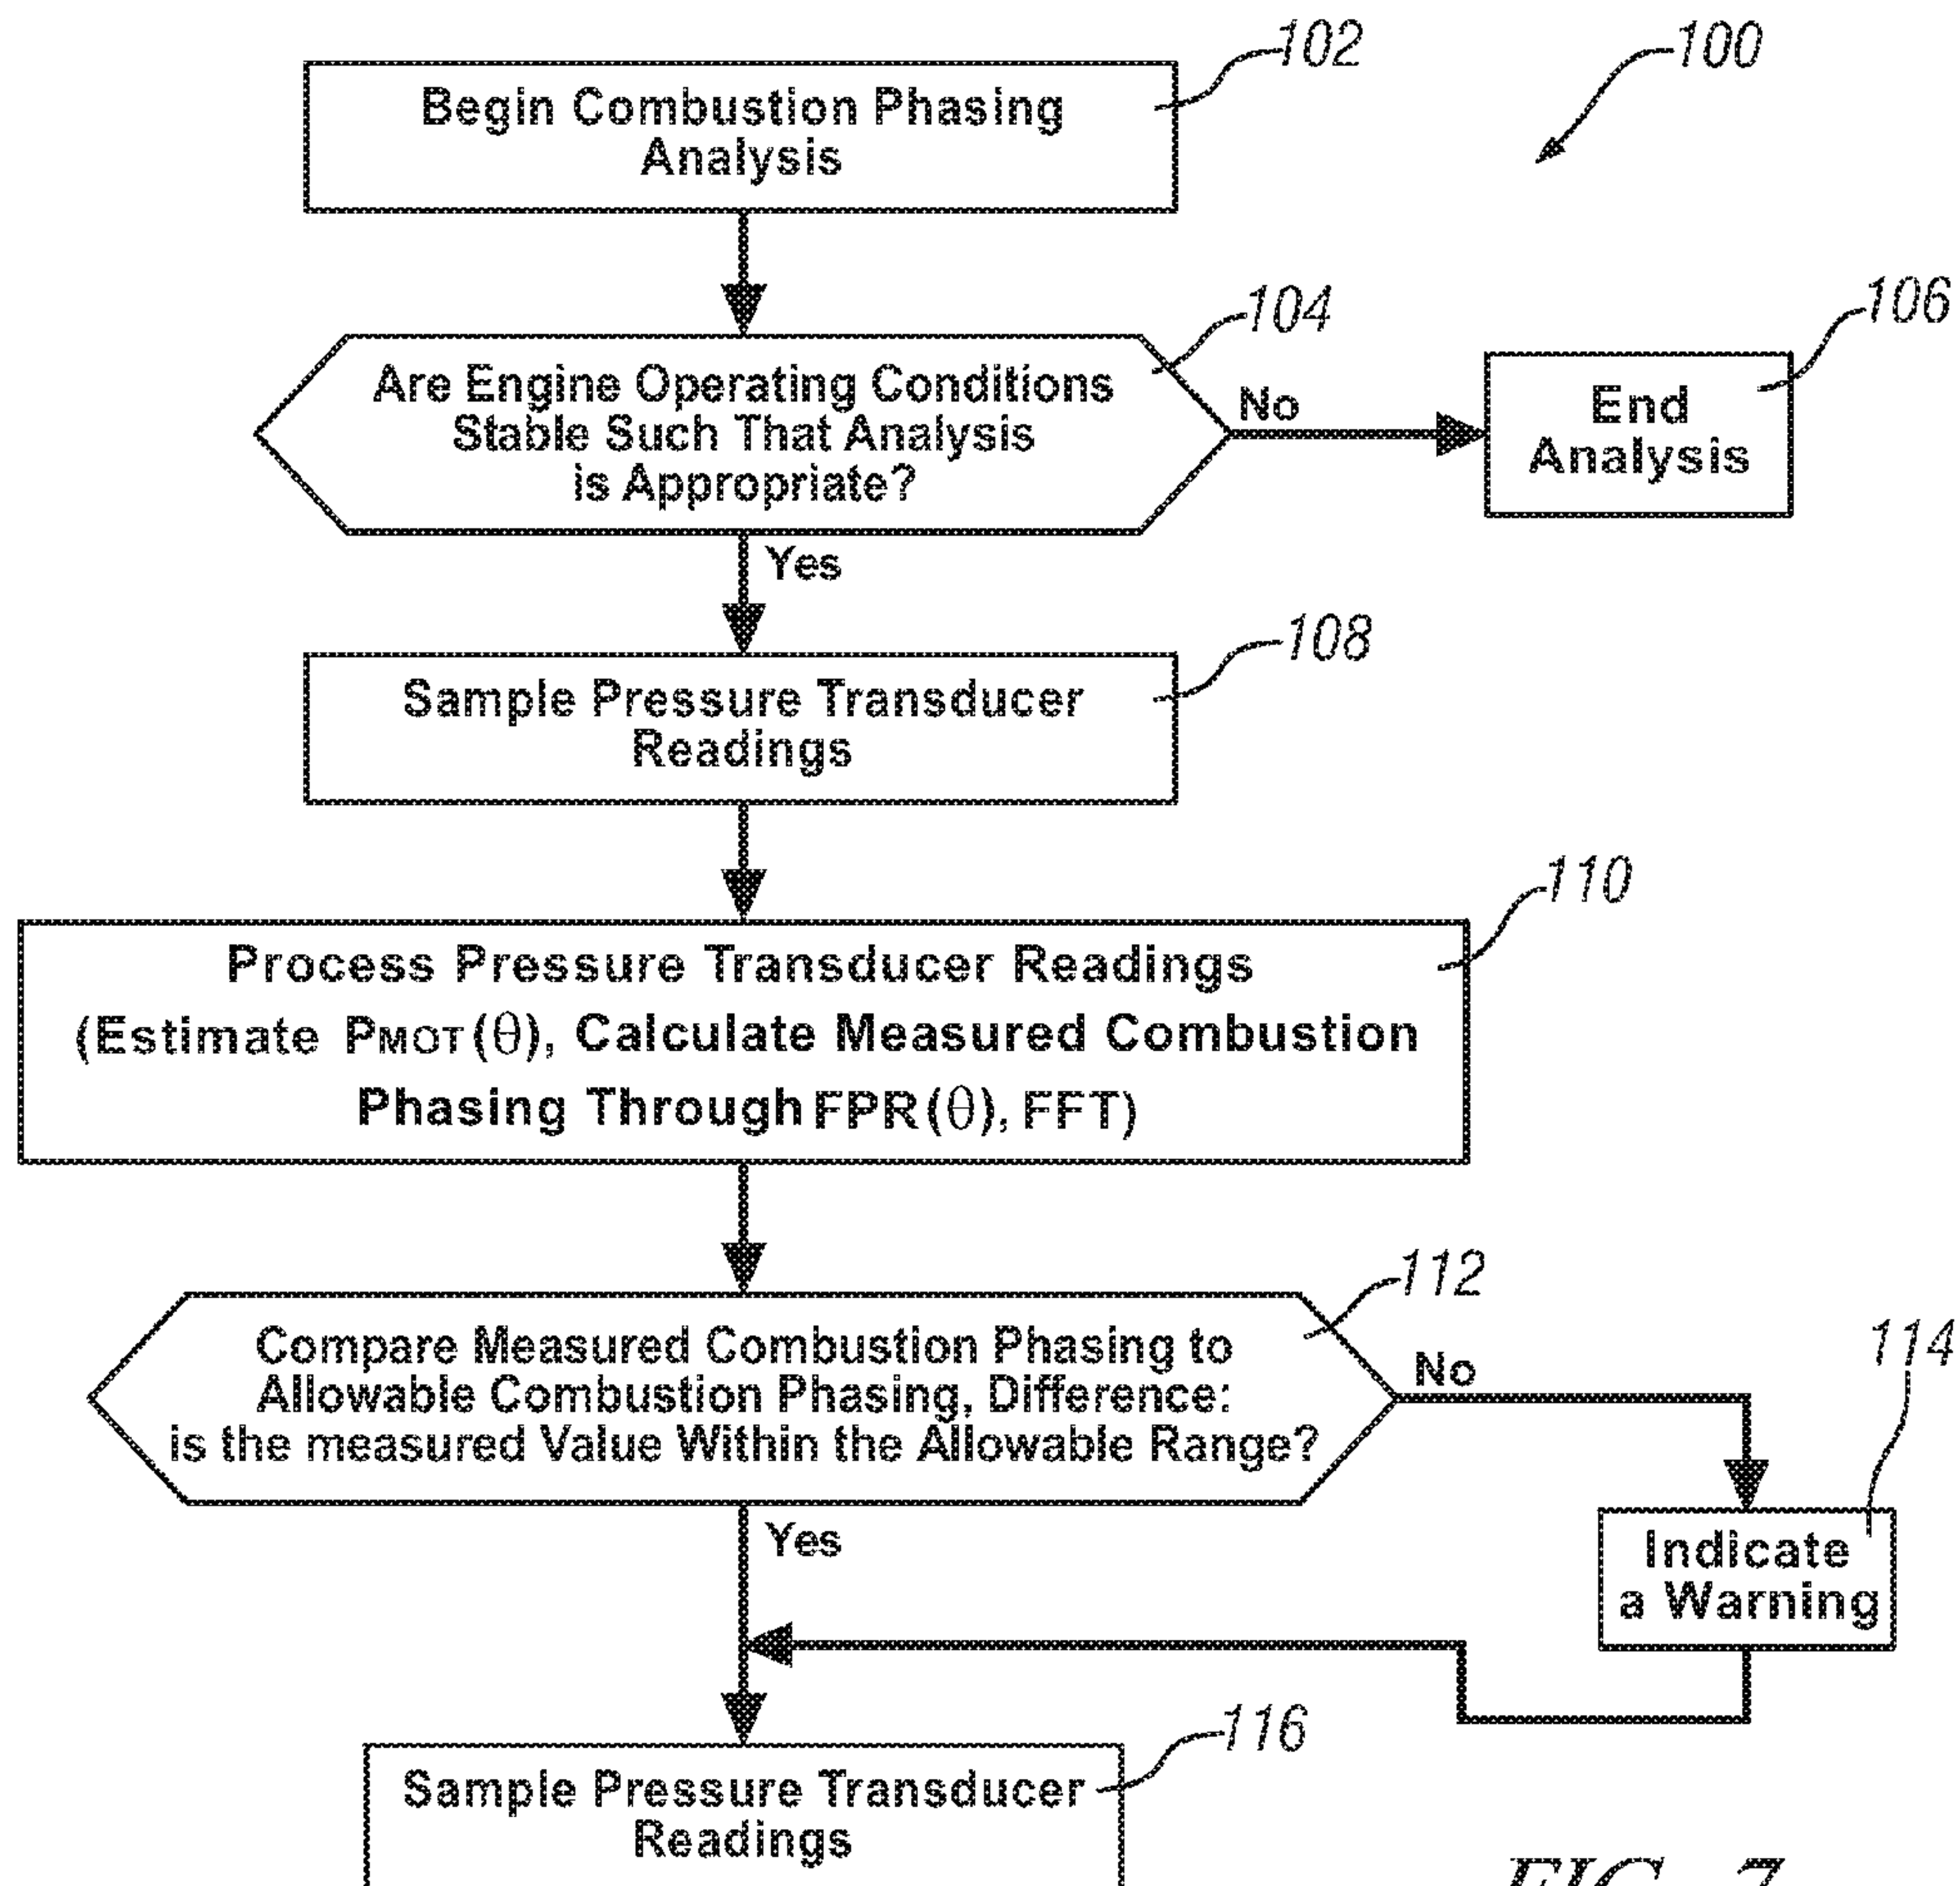 102
100
Begin Combustion Phasing
Analysis
104
106
Are Engine Operating Conditions
Stable Such That Analysis
is Appropriate?
No
End
Analysis
Yes
108
Sample Pressure Transducer
Readings
110
Process Pressure Transducer Readings
(Estimate PMOT(θ), Calculate Measured Combustion
Phasing Through FPR(θ), FFT)
112
114
Compare Measured Combustion Phasing to
Allowable Combustion Phasing, Difference:
is the measured Value Within the Allowable Range?
No
Yes
Indicate
a Warning
116
Sample Pressure Transducer
Readings
FIG. 7